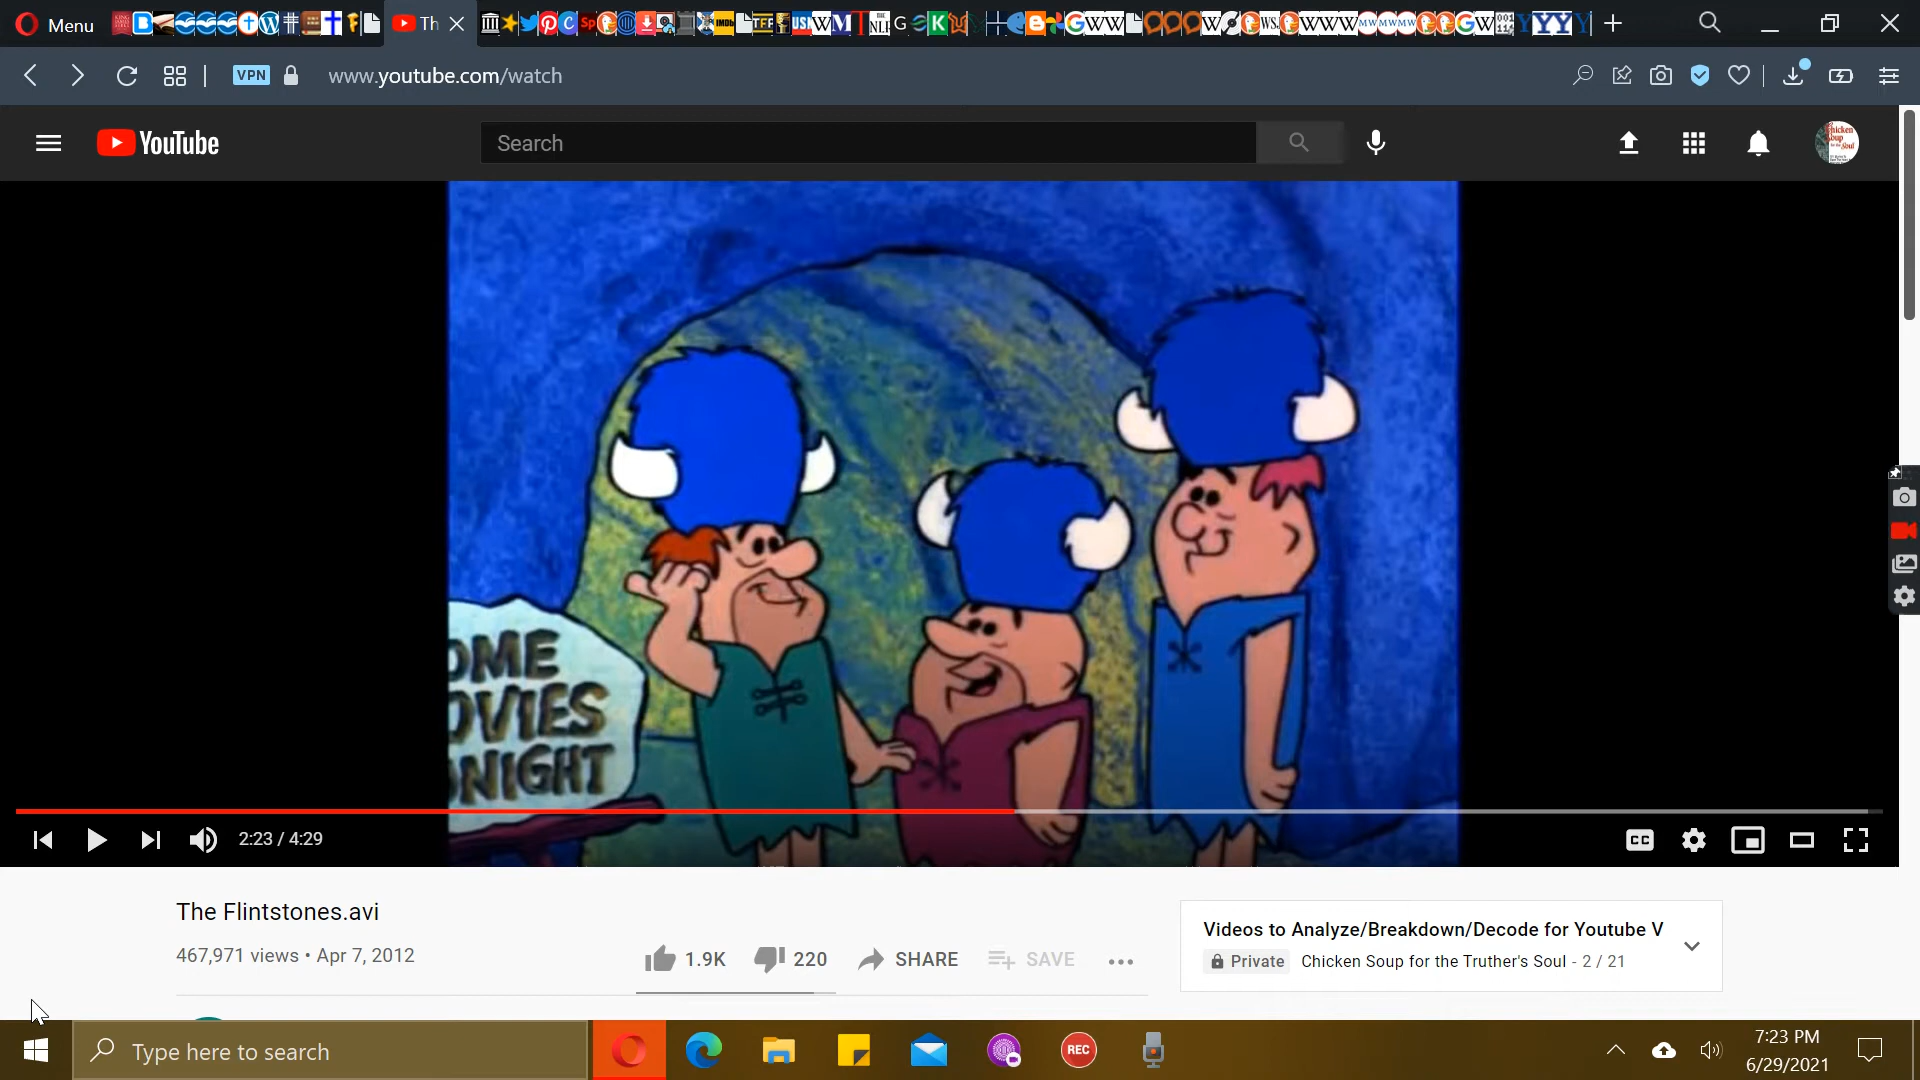 Menu
Th
www.youtube.com/watch
VPN
YouTube
Search
OME
OVIES
NIGHT
2:23 / 4:29
CC
The Flintstones.avi
467,971 views • Apr 7, 2012
1.9K
220
SHARE
SAVE
Videos to Analyze/Breakdown/Decode for Youtube V
Private
Chicken Soup for the Truther's Soul - 2 / 21
Type here to search
REC
7:23 PM
6/29/2021